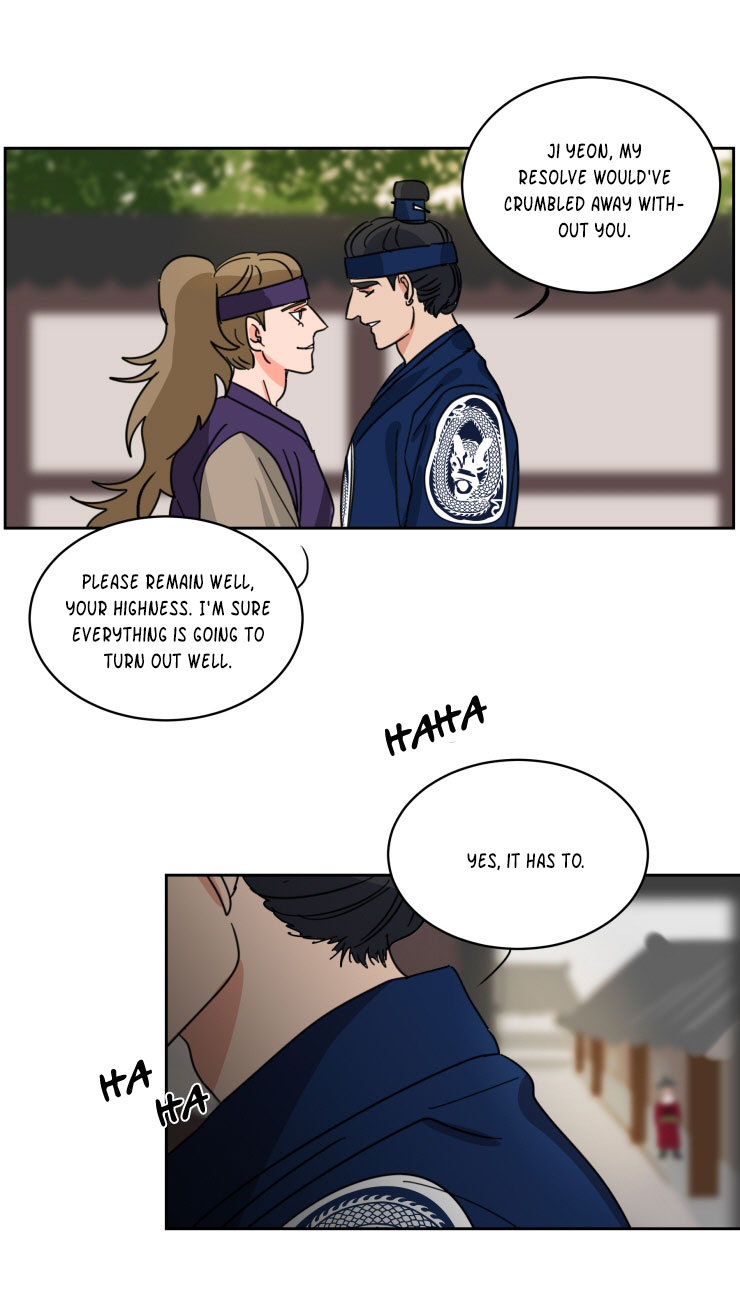 JI YEON, MY
RESOLVE WOULD'VE
CRUMBLED AWAY WITH-
OUT YOU.
PLEASE REMAIN WELL,
YOUR HIGHNESS. I'M SURE
EVERYTHING IS GOING TO
TURN OUT WELL.
HAHA
YES, IT HAS TO.
HA
HA